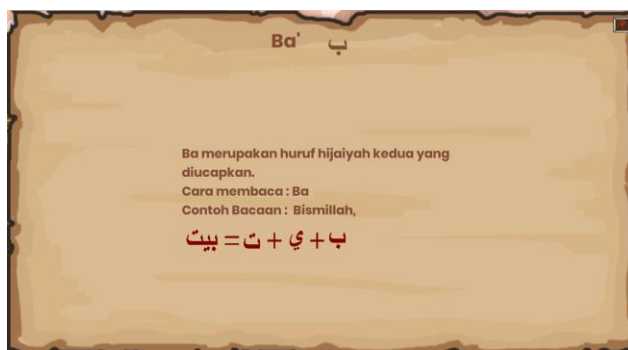 Ba' ب
Ba merupakan huruf hijaiyah kedua yang
diucapkan.
Cara membaca : Ba
Contoh Bacaan : Bismillah,
ب + ي + ت = بيت